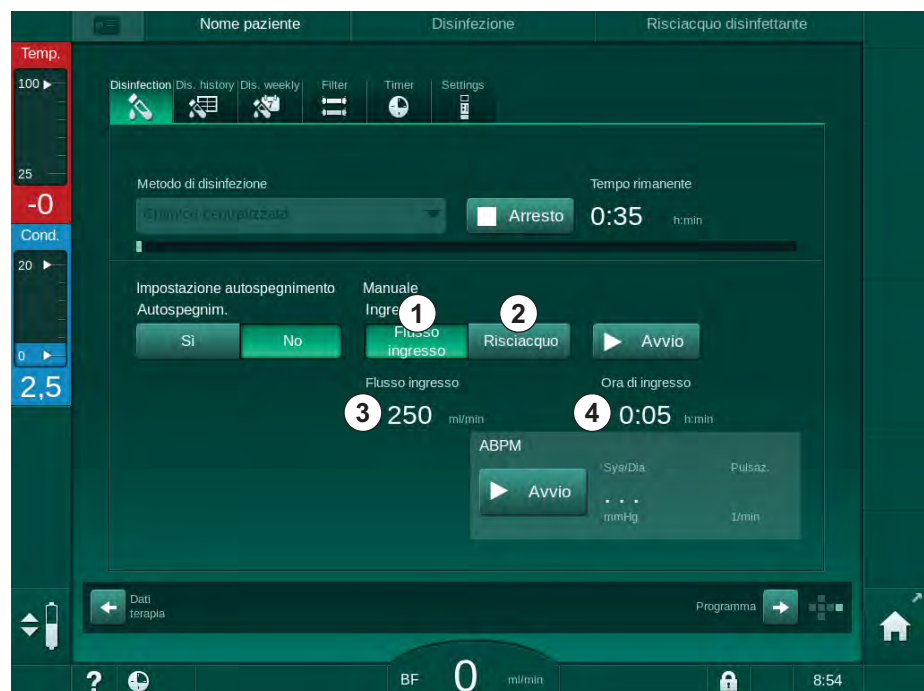 Nome paziente Disinfezione Risciacquo disinfettante
Temp.
100
25
-0
Cond.
20
0
2,5
Disinfection Dis. history Dis. weekly Filter Timer Settings
7
Metodo di disinfezione
Tempo rimanente
Chimica centralizzata
Arresto
0:35 h:min
Impostazione autospegnimento
Autospegnim.
Sì No
Manuale
1 2
Flusso ingresso
Risciacquo
Avvio
Flusso ingresso
Ora di ingresso
3 250 ml/min
4 0:05 h:min
ABPM
Avvio
Sys/Dia Pulsaz.
. . .
mmHg 1/min
Dati terapia
Programma
? BF 0 ml/min 8:54